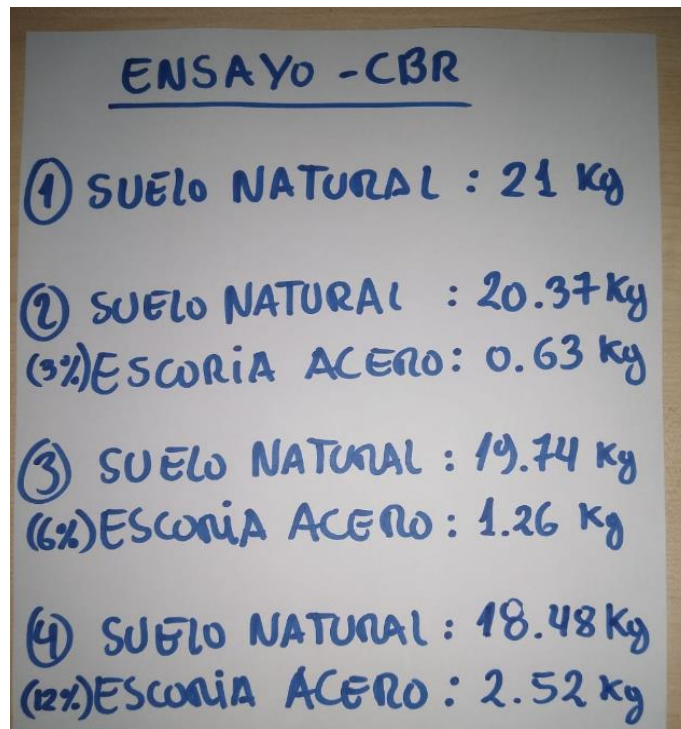 ENSAYO - CBR
① SUELO NATURAL : 21 Kg
② SUELO NATURAL : 20.37 Kg
(3%) ESCORIA ACERO : 0.63 Kg
③ SUELO NATURAL : 19.74 Kg
(6%) ESCORIA ACERO : 1.26 Kg
④ SUELO NATURAL : 18.48 Kg
(12%) ESCORIA ACERO : 2.52 Kg